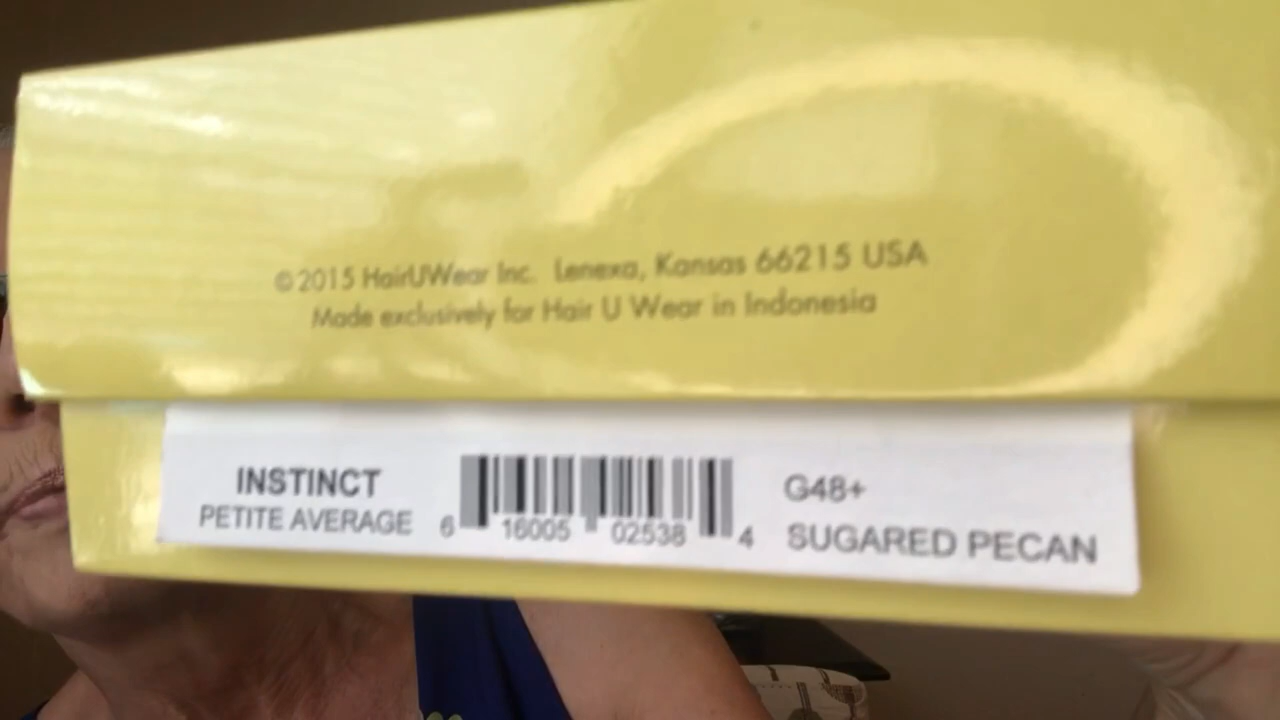 ©2015 HairUWear Inc. Lenexa, Kansas 66215 USA
Made exclusively for Hair U Wear in Indonesia
INSTINCT
PETITE AVERAGE
6 16005 02538 4
G48+
SUGARED PECAN